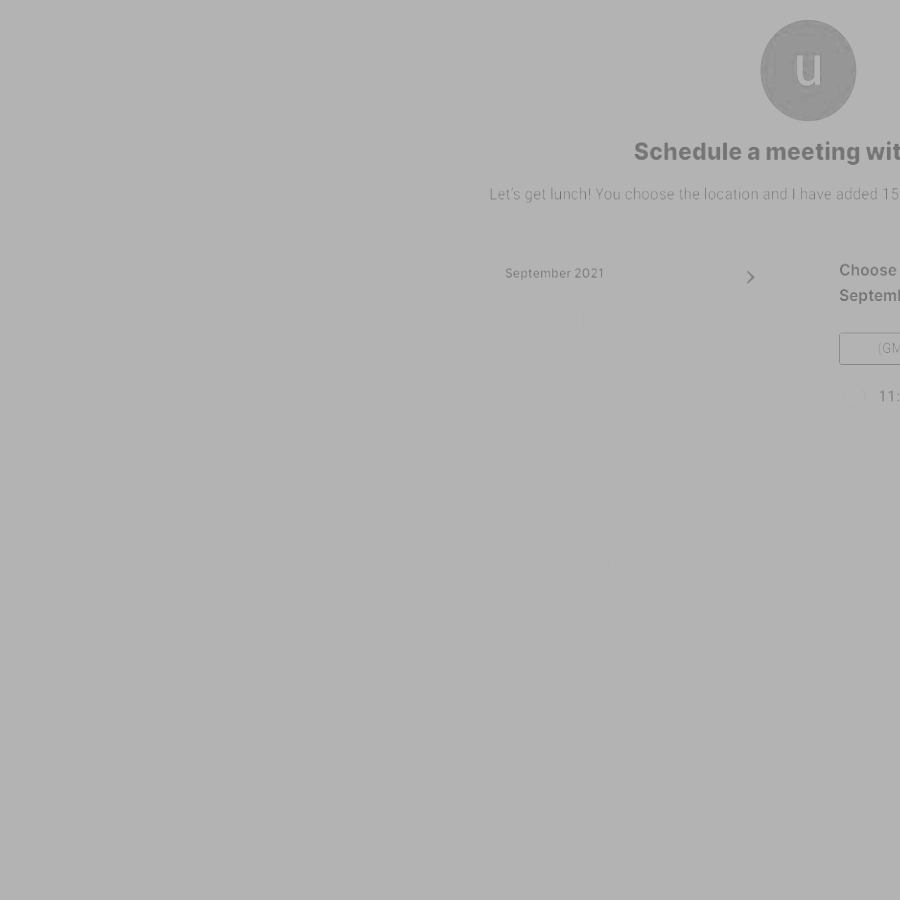 u
Schedule a meeting wit
Let's get lunch! You choose the location and I have added 15
September 2021
Choose
Septemb
(GM
11: